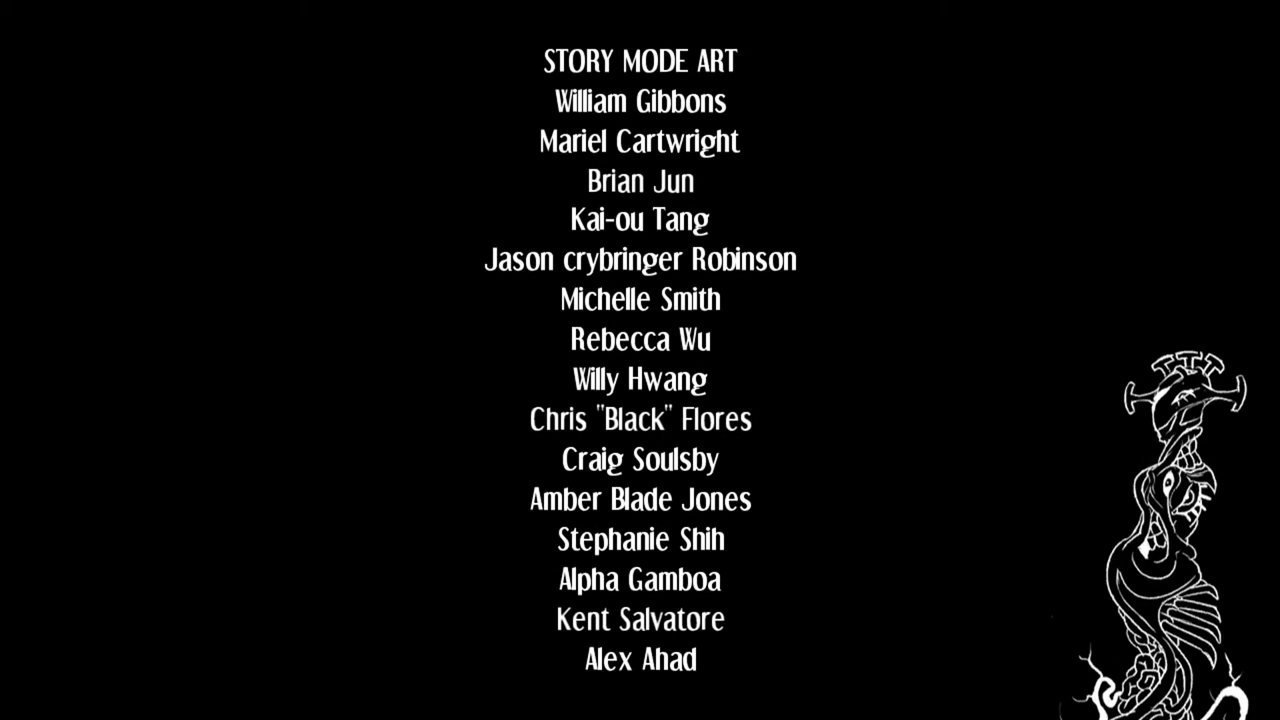 STORY MODE ART
William Gibbons
Mariel Cartwright
Brian Jun
Kai-ou Tang
Jason crybringer Robinson
Michelle Smith
Rebecca Wu
Willy Hwang
Chris "Black" Flores
Craig Soulsby
Amber Blade Jones
Stephanie Shih
Alpha Gamboa
Kent Salvatore
Alex Ahad